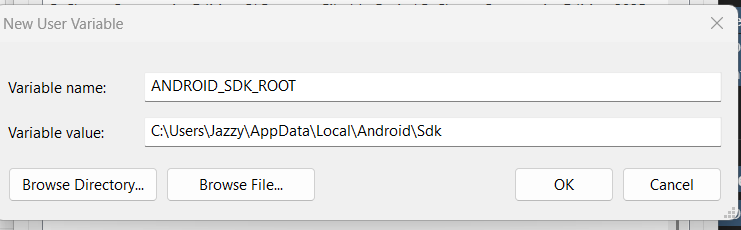 New User Variable
Variable name:
ANDROID_SDK_ROOT
Variable value:
C:\Users\Jazzy\AppData\Local\Android\Sdk
Browse Directory...
Browse File...
OK
Cancel